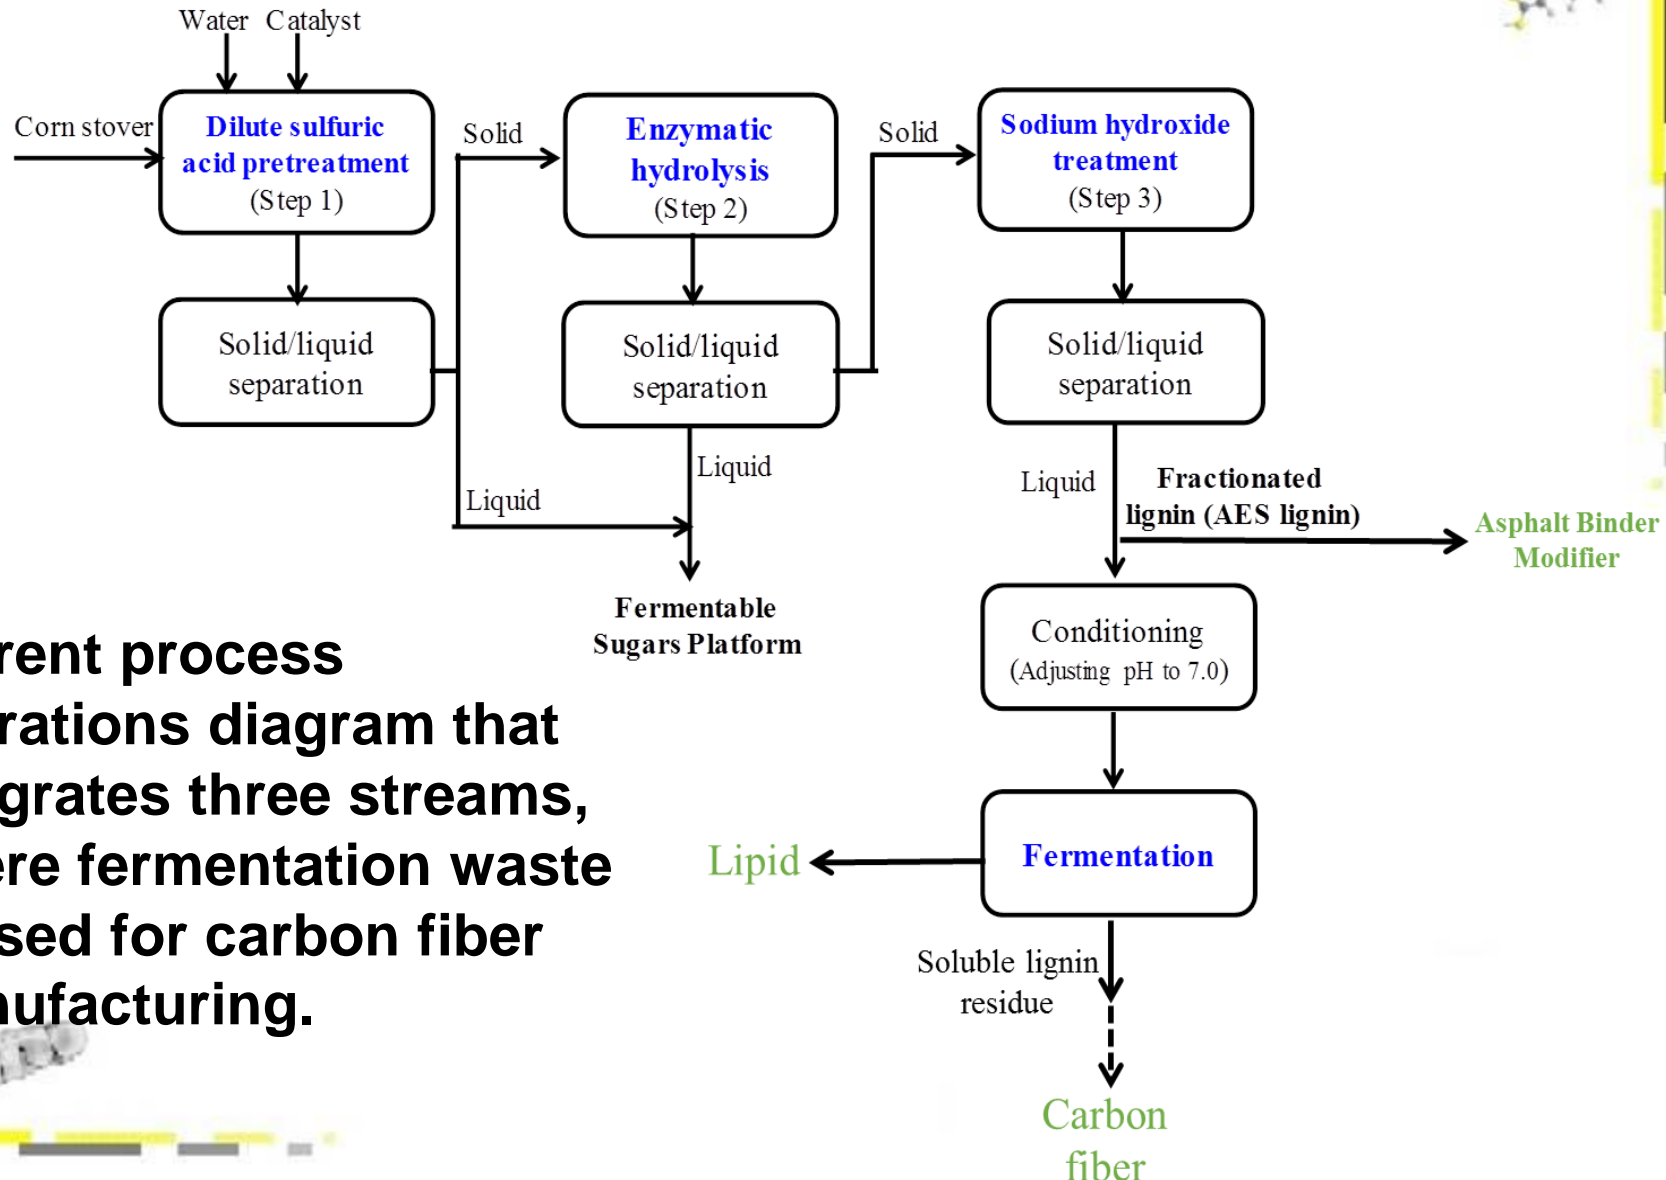 Water Catalyst
Corn stover
Dilute sulfuric
acid pretreatment
(Step 1)
Solid
Enzymatic
hydrolysis
(Step 2)
Solid
Sodium hydroxide
treatment
(Step 3)
Solid/liquid
separation
Solid/liquid
separation
Solid/liquid
separation
Liquid
Liquid
Liquid
Fractionated
lignin (AES lignin)
Asphalt Binder
Modifier
Fermentable
Sugars Platform
Conditioning
(Adjusting pH to 7.0)
rent process
rations diagram that
grates three streams,
ere fermentation waste
sed for carbon fiber
nufacturing.
Lipid
Fermentation
Soluble lignin
residue
Carbon
fiber